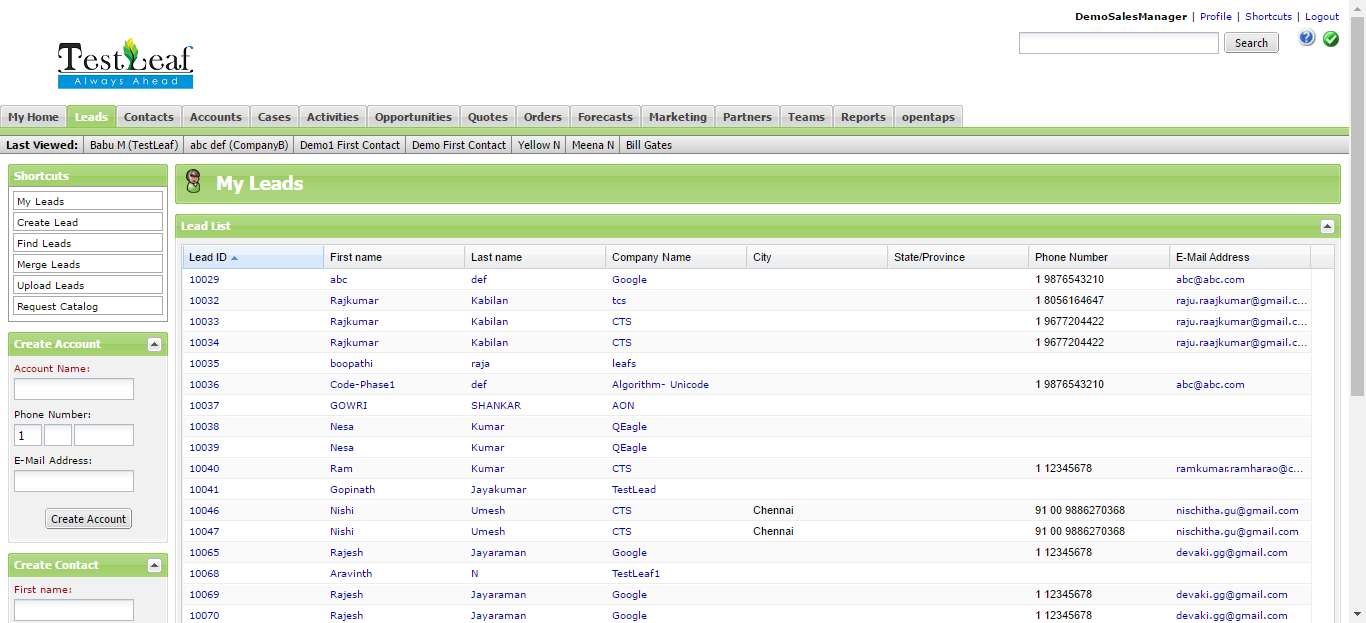 DemoSalesManager | Profile | Shortcuts | Logout
Search
TestLeaf
Always Ahead
My Home Leads Contacts Accounts Cases Activities Opportunities Quotes Orders Forecasts Marketing Partners Teams Reports opentaps
Last Viewed: Babu M (TestLeaf) abc def (CompanyB) Demo1 First Contact Demo First Contact Yellow N Meena N Bill Gates
Shortcuts
My Leads
Create Lead
Find Leads
Merge Leads
Upload Leads
Request Catalog
Create Account
Account Name:
Phone Number:
1
E-Mail Address:
Create Account
Create Contact
First name:
My Leads
Lead List
Lead ID First name Last name Company Name City State/Province Phone Number E-Mail Address
10029 abc def Google 1 9876543210 abc@abc.com
10032 Rajkumar Kabilan tcs 1 8056164647 raju.raajkumar@gmail.c...
10033 Rajkumar Kabilan CTS 1 9677204422 raju.raajkumar@gmail.c...
10034 Rajkumar Kabilan CTS 1 9677204422 raju.raajkumar@gmail.c...
10035 boopathi raja leafs
10036 Code-Phase1 def Algorithm- Unicode 1 9876543210 abc@abc.com
10037 GOWRI SHANKAR AON
10038 Nesa Kumar QEagle
10039 Nesa Kumar QEagle
10040 Ram Kumar CTS 1 12345678 ramkumar.ramharao@c...
10041 Gopinath Jayakumar TestLead
10046 Nishi Umesh CTS Chennai 91 00 9886270368 nischitha.gu@gmail.com
10047 Nishi Umesh CTS Chennai 91 00 9886270368 nischitha.gu@gmail.com
10065 Rajesh Jayaraman Google 1 12345678 devaki.gg@gmail.com
10068 Aravinth N TestLeaf1
10069 Rajesh Jayaraman Google 1 12345678 devaki.gg@gmail.com
10070 Rajesh Jayaraman Google 1 12345678 devaki.gg@gmail.com